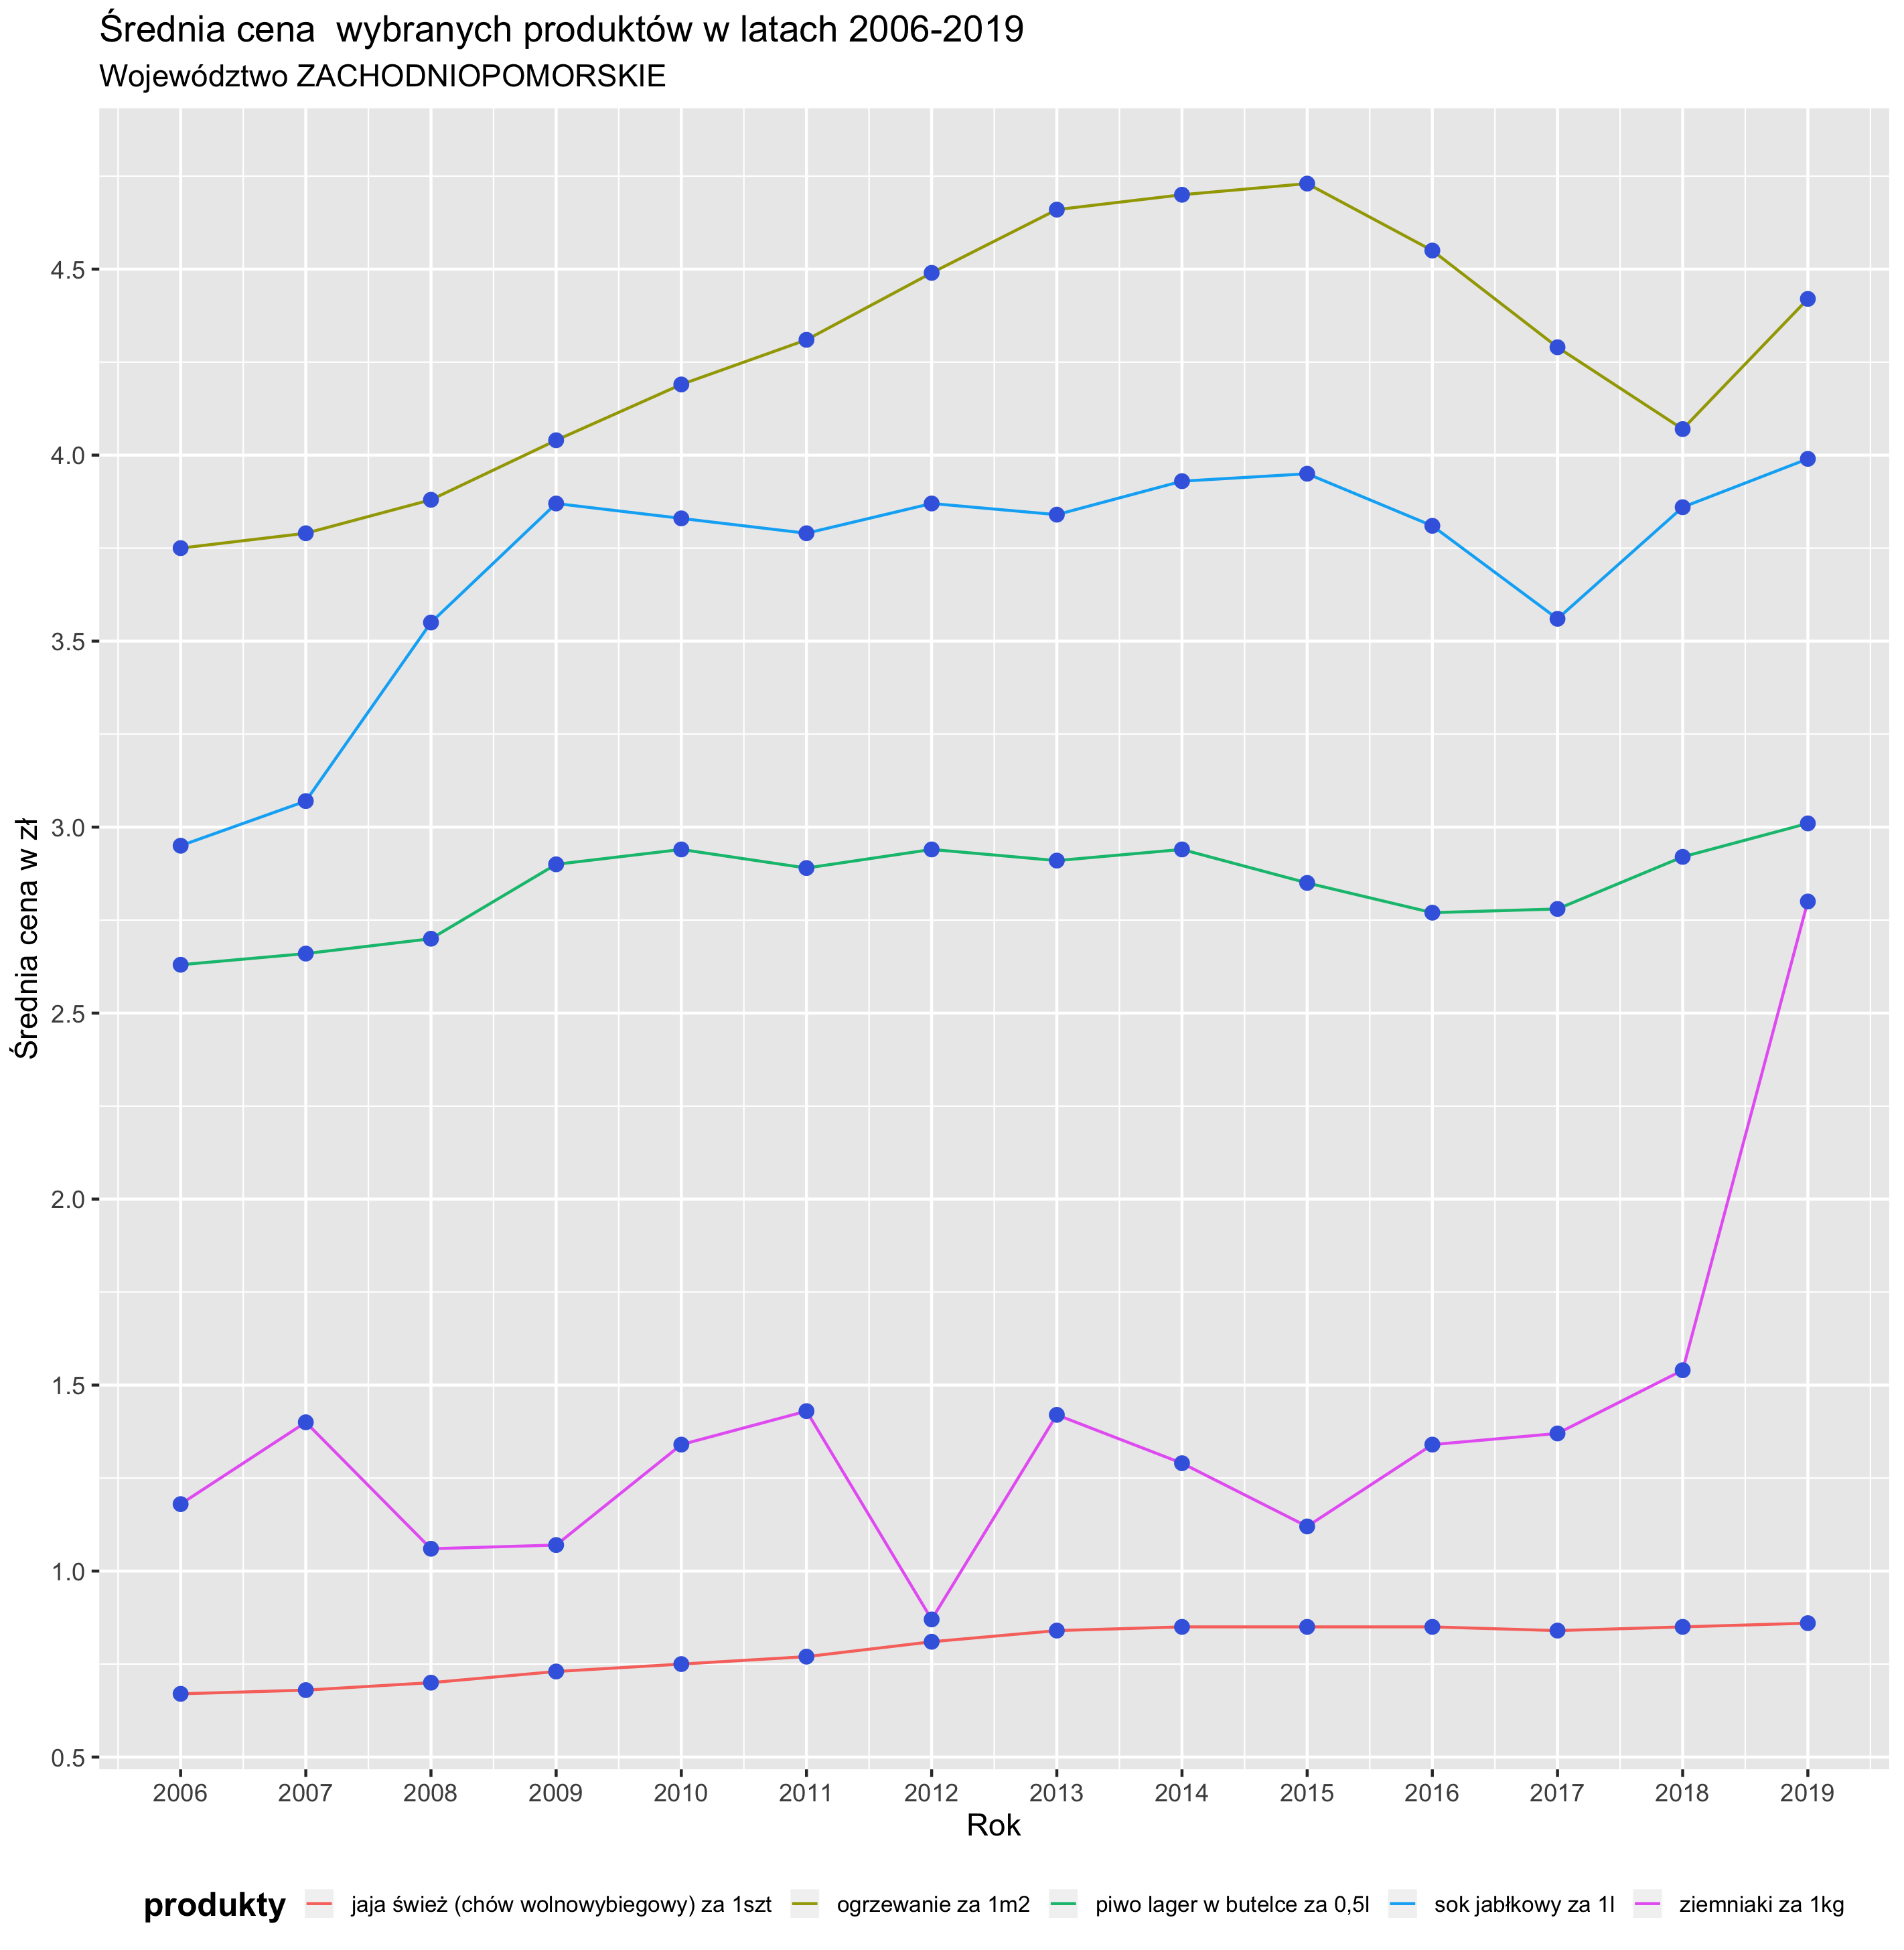 Średnia cena  wybranych produktów w latach 2006-2019
Województwo ZACHODNIOPOMORSKIE
Średnia cena w zł
4.5
4.0
3.5
3.0
2.5
2.0
1.5
1.0
0.5
2006 2007 2008 2009 2010 2011 2012 2013 2014 2015 2016 2017 2018 2019
Rok
produkty jaja śwież (chów wolnowybiegowy) za 1szt ogrzewanie za 1m2 piwo lager w butelce za 0,5l sok jabłkowy za 1l ziemniaki za 1kg